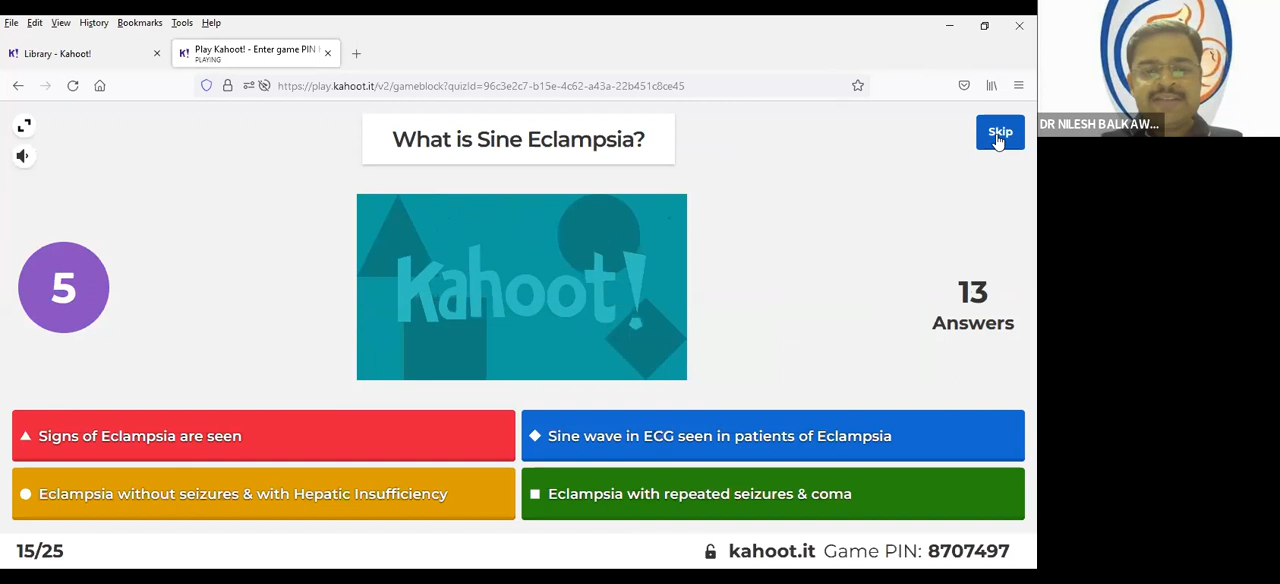 File Edit View History Bookmarks Tools Help
Library - Kahoot!
Play Kahoot! - Enter game PIN
PLAYING
https://play.kahoot.it/v2/gameblock?quizId=96c3e2c7-b15e-4c62-a43a-22b451c8ce45
DR NILESH BALKAW...
What is Sine Eclampsia?
Skip
Kahoot!
5
13
Answers
Signs of Eclampsia are seen
Sine wave in ECG seen in patients of Eclampsia
Eclampsia without seizures & with Hepatic Insufficiency
Eclampsia with repeated seizures & coma
15/25
kahoot.it Game PIN: 8707497